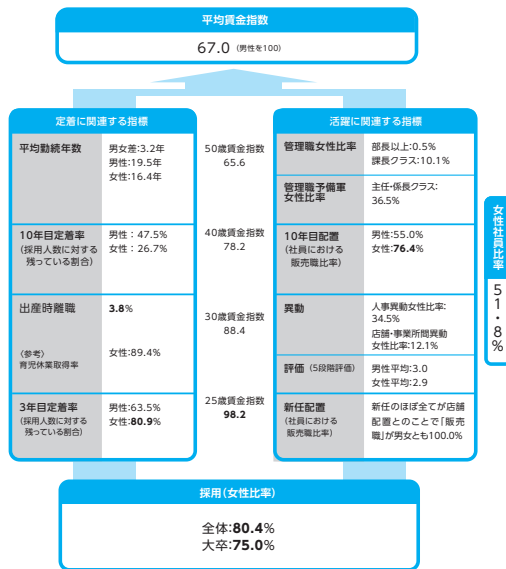 平均賃金指数
67.0 (男性を100)
定着に関連する指標
平均勤続年数
男女差:3.2年
男性:19.5年
女性:16.4年
10年目定着率
(採用人数に対する
残っている割合)
男性：47.5%
女性：26.7%
出産時離職
3.8%
〈参考〉
育児休業取得率
女性:89.4%
3年目定着率
(採用人数に対する
残っている割合)
男性:63.5%
女性:80.9%
50歳賃金指数
65.6
40歳賃金指数
78.2
30歳賃金指数
88.4
25歳賃金指数
98.2
活躍に関連する指標
管理職女性比率
部長以上:0.5%
課長クラス:10.1%
管理職予備軍
女性比率
主任・係長クラス:
36.5%
10年目配置
(社員における
販売職比率)
男性:55.0%
女性:76.4%
異動
人事異動女性比率:
34.5%
店舗・事業所間異動
女性比率:12.1%
評価 (5段階評価)
男性平均:3.0
女性平均:2.9
新任配置
(社員における
販売職比率)
新任のほぼ全てが店舗
配置とのことで「販売
職」が男女とも100.0%
女性社員比率
51・8%
採用(女性比率)
全体:80.4%
大卒:75.0%